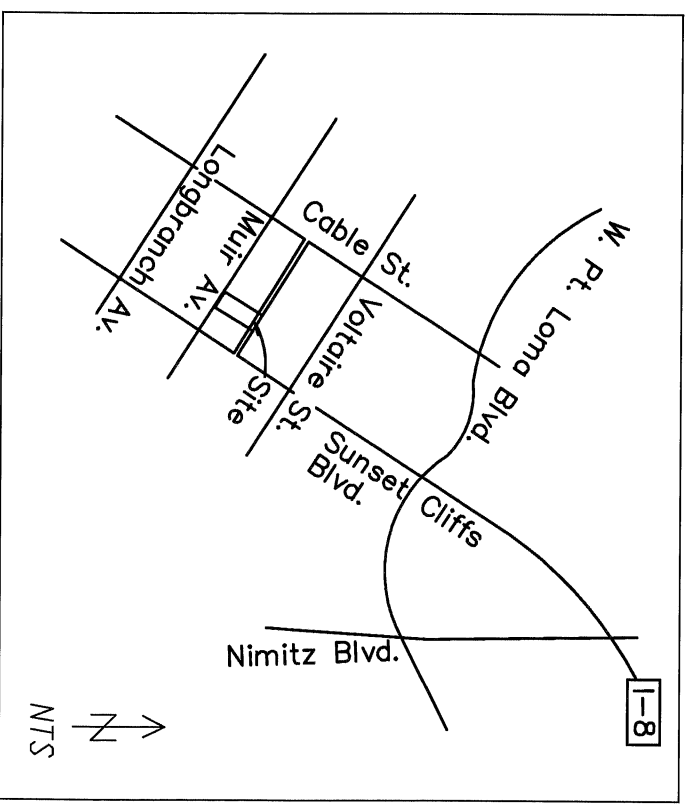 Longbranch Av.
Muir Av.
Cable St.
Voltaire St.
Site
W. Pt. Loma Blvd.
Sunset Cliffs
Blvd.
Nimitz Blvd.
I-8
N
NTS